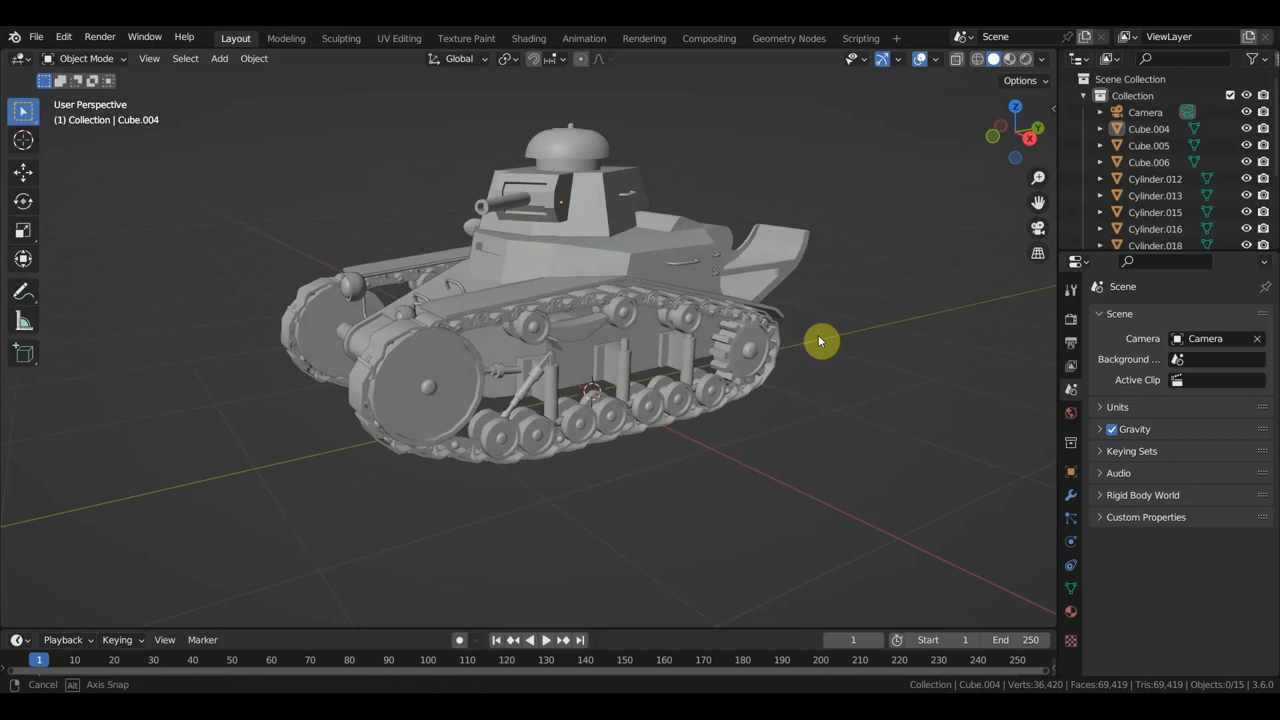 File Edit Render Window Help Layout Modeling Sculpting UV Editing Texture Paint Shading Animation Rendering Compositing Geometry Nodes Scripting + Scene ViewLayer
Object Mode View Select Add Object Global
Options
User Perspective
(1) Collection | Cube.004
Z
Y
X
Scene Collection
Collection
Camera
Cube.004
Cube.005
Cube.006
Cylinder.012
Cylinder.013
Cylinder.015
Cylinder.016
Cylinder.018
Scene
Scene
Camera Camera
Background ...
Active Clip
Units
Gravity
Keying Sets
Audio
Rigid Body World
Custom Properties
Playback Keying View Marker 1 Start 1 End 250
1 10 20 30 40 50 60 70 80 90 100 110 120 130 140 150 160 170 180 190 200 210 220 230 240 250
Cancel Alt Axis Snap Collection | Cube.004 | Verts:36,420 | Faces:69,419 | Tris:69,419 | Objects:0/15 | 3.6.0